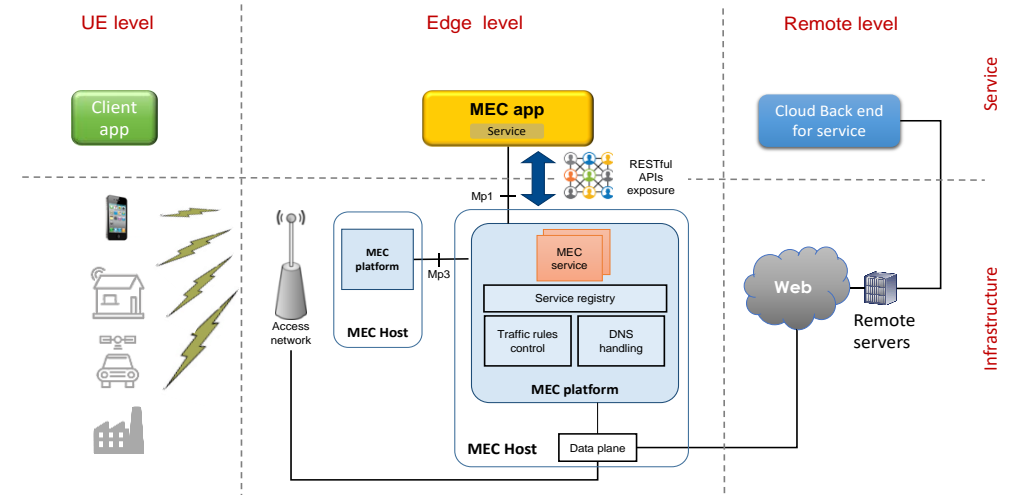 UE level
Edge level
Remote level
Service
Client
app
MEC app
Service
Cloud Back end
for service
RESTful
APIs
exposure
Mp1
MEC
platform
Mp3
MEC
service
Service registry
Traffic rules
control
DNS
handling
MEC platform
MEC Host
Access
network
MEC Host
Data plane
Web
Remote
servers
Infrastructure